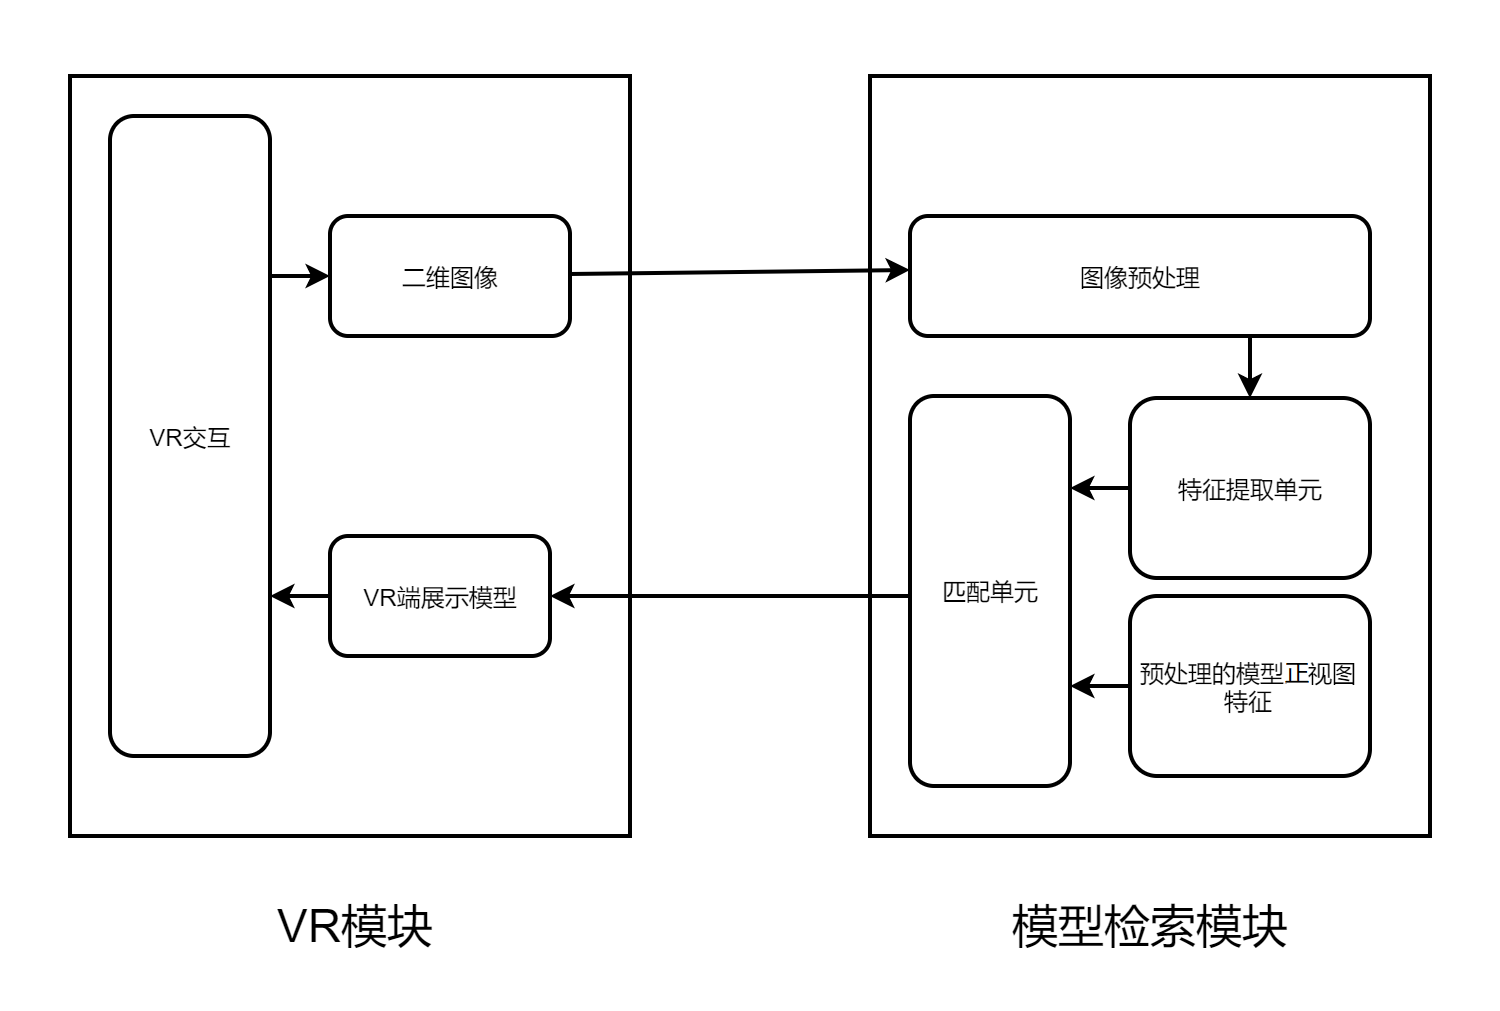 VR交互
二维图像
VR端展示模型
图像预处理
特征提取单元
匹配单元
预处理的模型正视图
特征
VR模块
模型检索模块